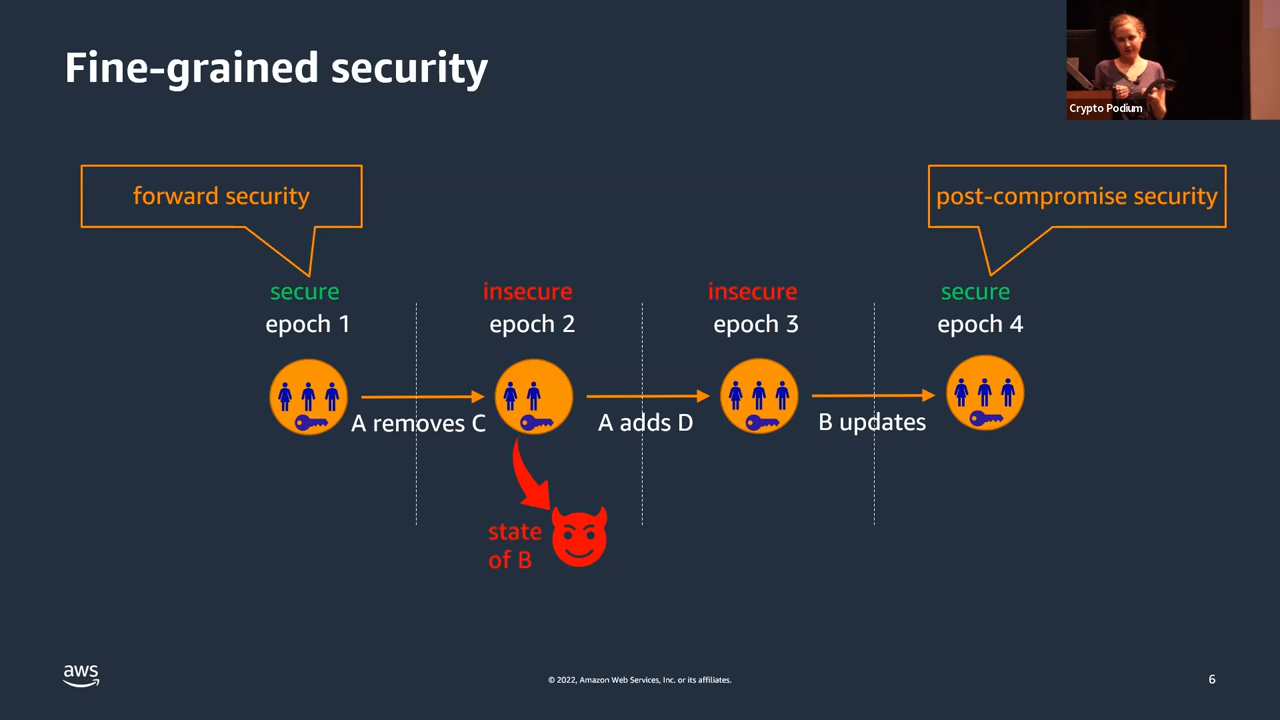 Fine-grained security
Crypto Podium
forward security
post-compromise security
secure
insecure
insecure
secure
epoch 1
epoch 2
epoch 3
epoch 4
A removes C
A adds D
B updates
state
of B
aws
© 2022, Amazon Web Services, Inc. or its affiliates.
6